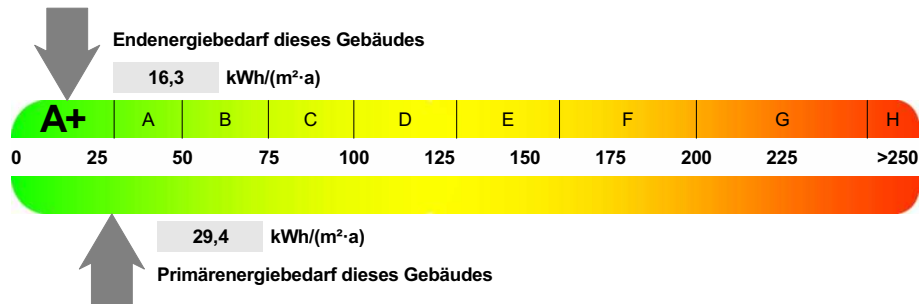 Endenergiebedarf dieses Gebäudes
16,3 kWh/(m²·a)
A+ A B C D E F G H
0 25 50 75 100 125 150 175 200 225 >250
29,4 kWh/(m²·a)
Primärenergiebedarf dieses Gebäudes